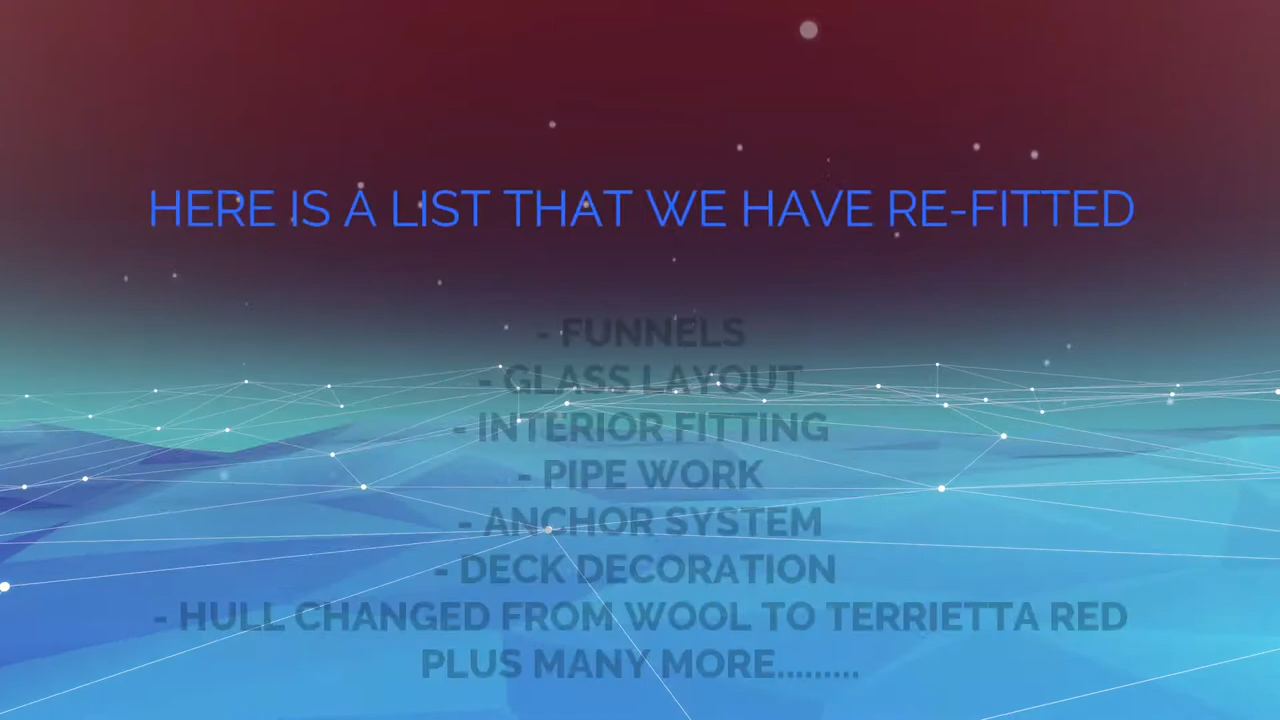 HERE IS A LIST THAT WE HAVE RE-FITTED
- FUNNELS
- GLASS LAYOUT
- INTERIOR FITTING
- PIPE WORK
- ANCHOR SYSTEM
- DECK DECORATION
- HULL CHANGED FROM WOOL TO TERRIETTA RED
PLUS MANY MORE.........